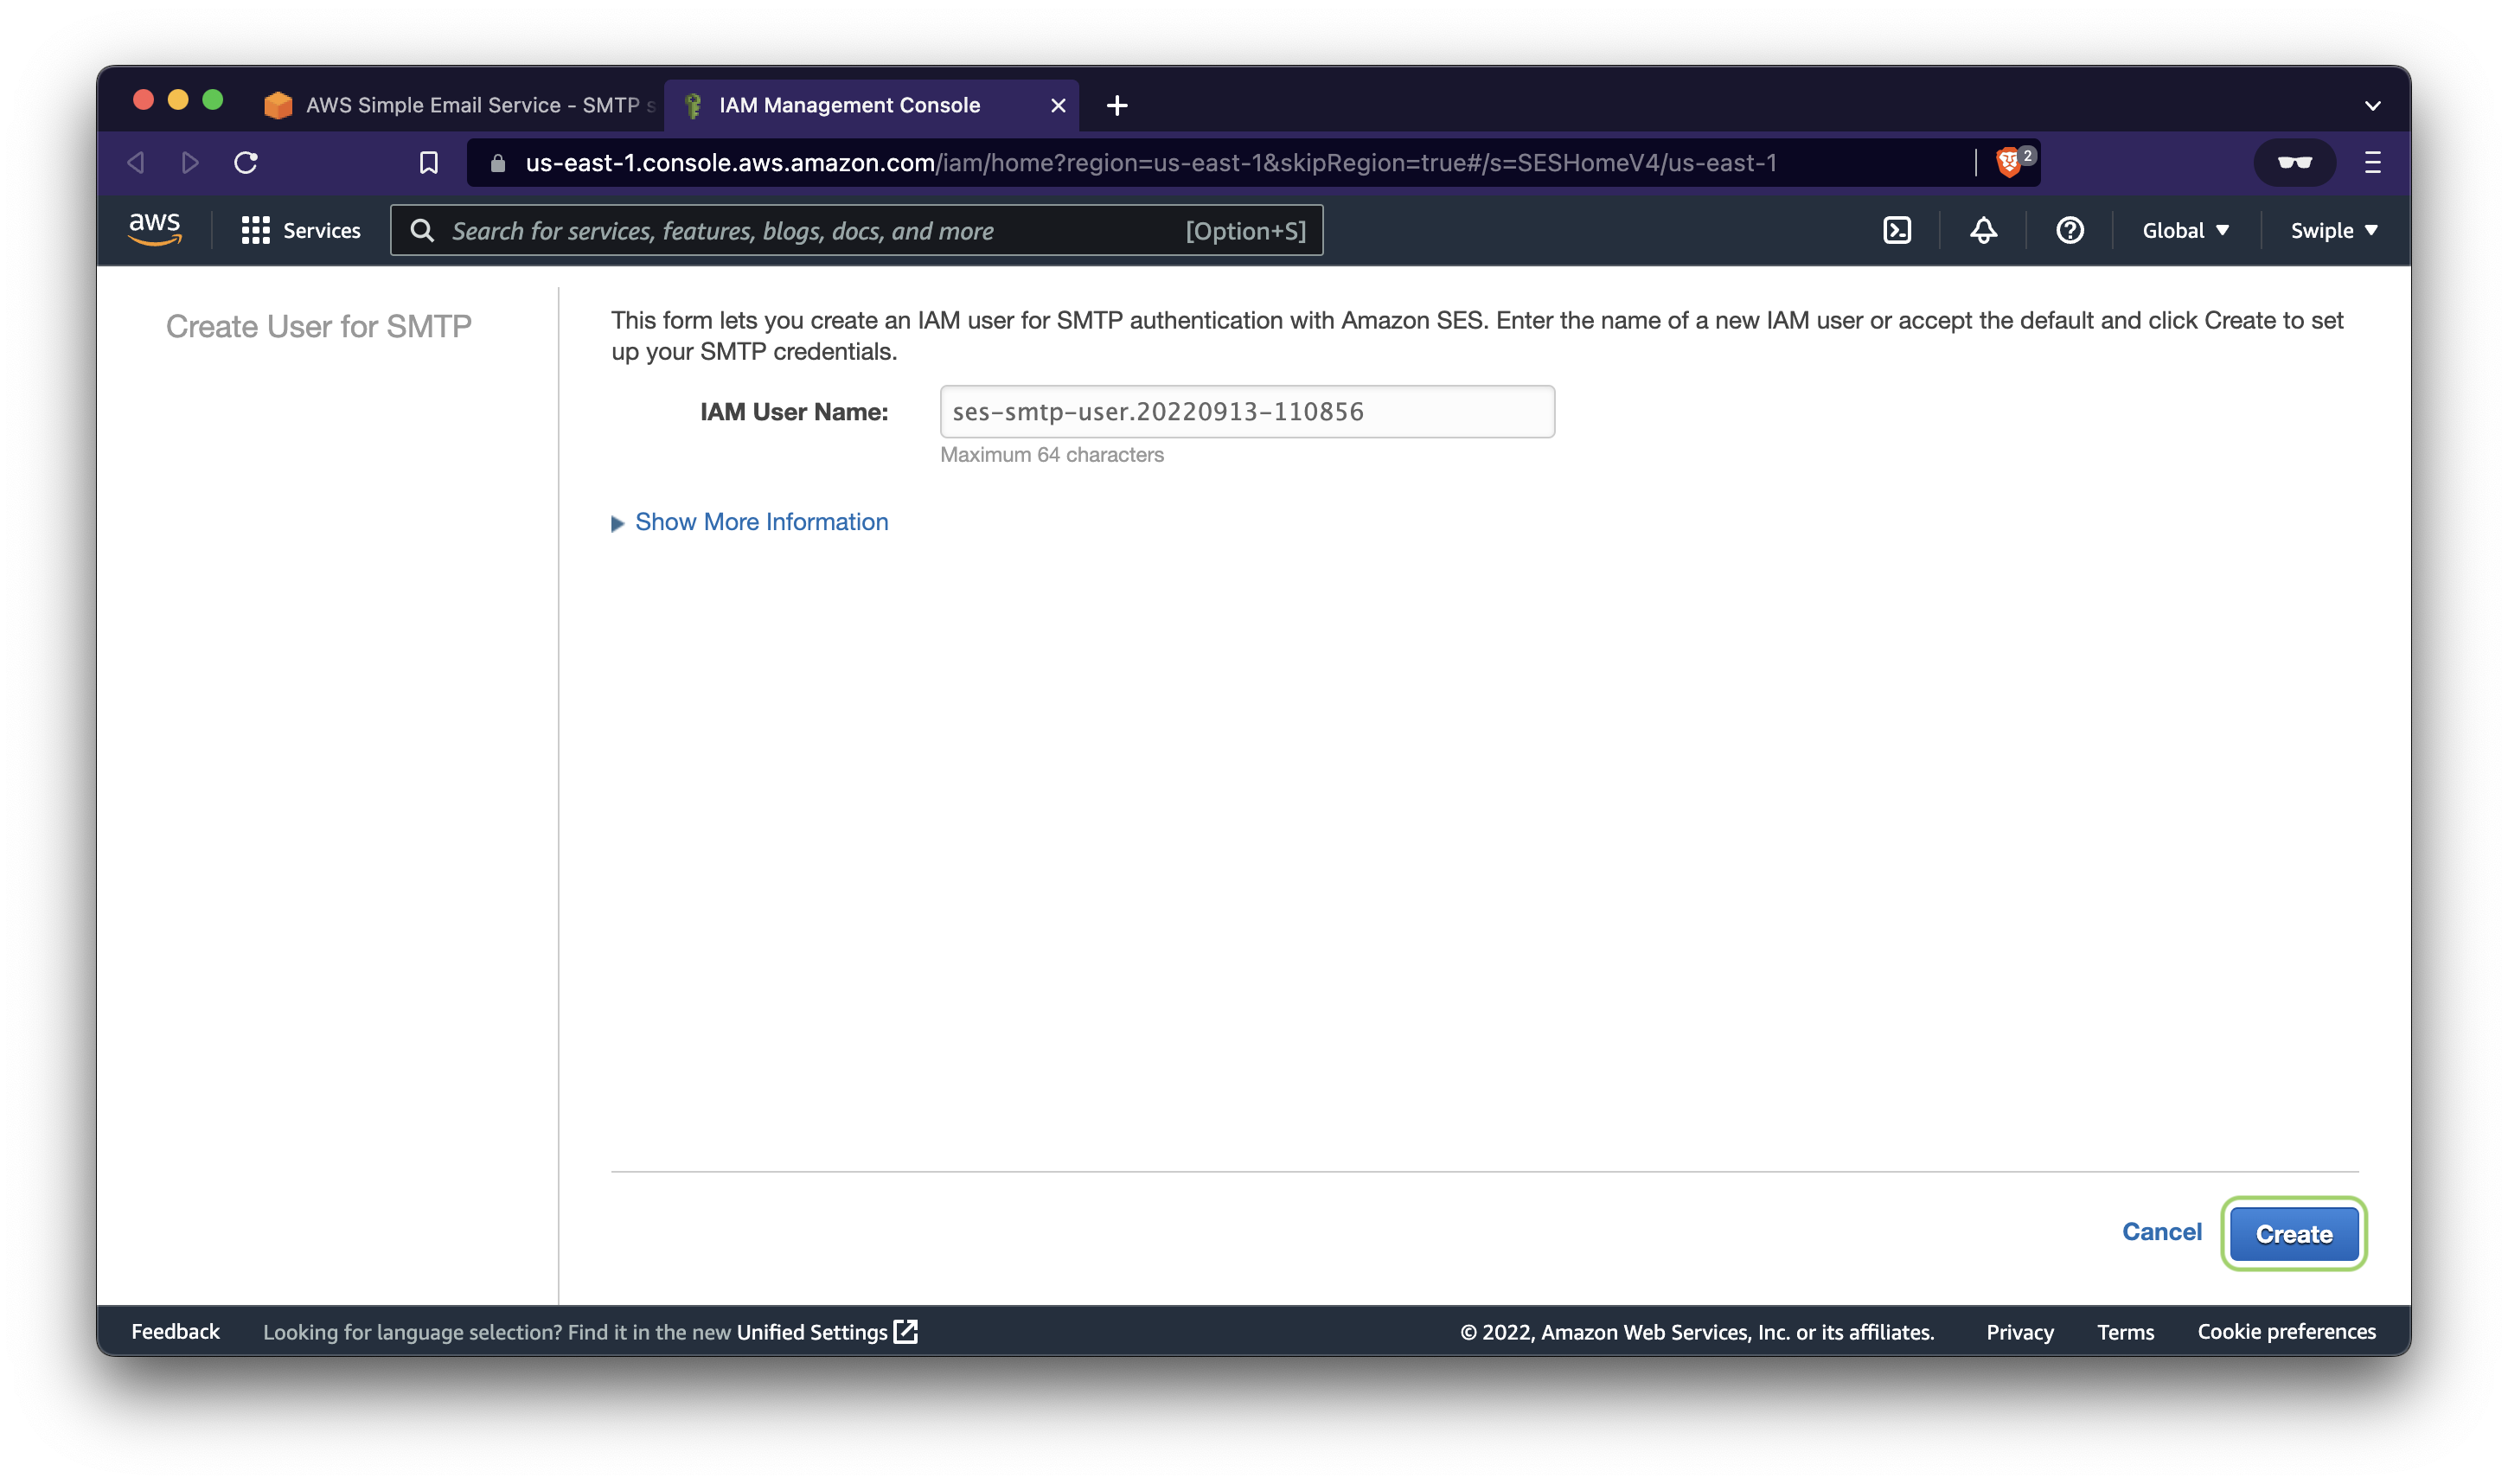 AWS Simple Email Service - SMTP s
IAM Management Console
us-east-1.console.aws.amazon.com/iam/home?region=us-east-1&skipRegion=true#/s=SESHomeV4/us-east-1
2
aws
Services
Search for services, features, blogs, docs, and more
[Option+S]
Global
Swiple
Create User for SMTP
This form lets you create an IAM user for SMTP authentication with Amazon SES. Enter the name of a new IAM user or accept the default and click Create to set
up your SMTP credentials.
IAM User Name:
ses-smtp-user.20220913-110856
Maximum 64 characters
Show More Information
Cancel
Create
Feedback
Looking for language selection? Find it in the new Unified Settings
© 2022, Amazon Web Services, Inc. or its affiliates.
Privacy
Terms
Cookie preferences